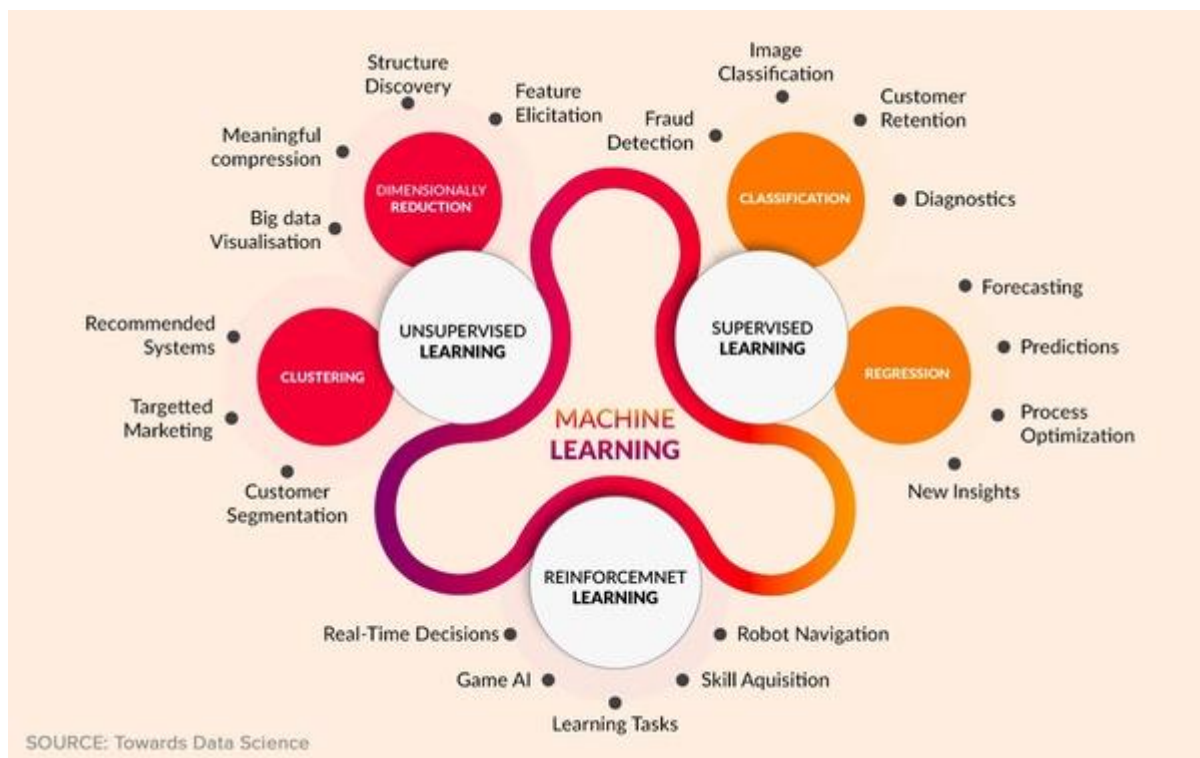 Structure
Discovery
Feature
Elicitation
Meaningful
compression
Big data
Visualisation
DIMENSIONALLY
REDUCTION
UNSUPERVISED
LEARNING
CLUSTERING
Recommended
Systems
Targetted
Marketing
Customer
Segmentation
Image
Classification
Fraud
Detection
Customer
Retention
Diagnostics
CLASSIFICATION
SUPERVISED
LEARNING
REGRESSION
Forecasting
Predictions
Process
Optimization
New Insights
MACHINE
LEARNING
REINFORCEMNET
LEARNING
Real-Time Decisions
Game AI
Learning Tasks
Skill Aquisition
Robot Navigation
SOURCE: Towards Data Science